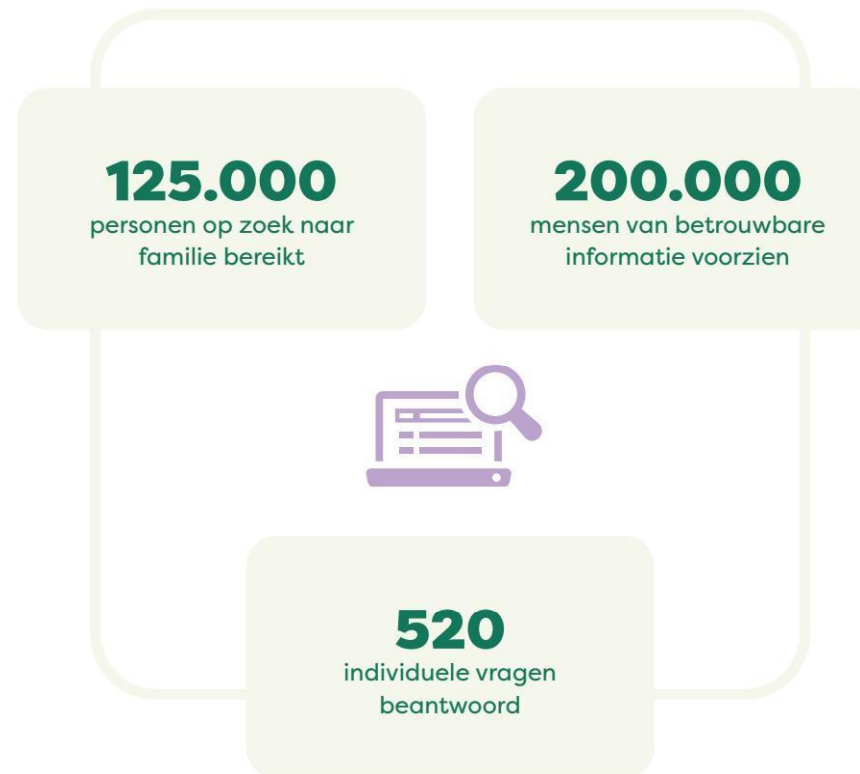 125.000
personen op zoek naar
familie bereikt
200.000
mensen van betrouwbare
informatie voorzien
520
individuele vragen
beantwoord